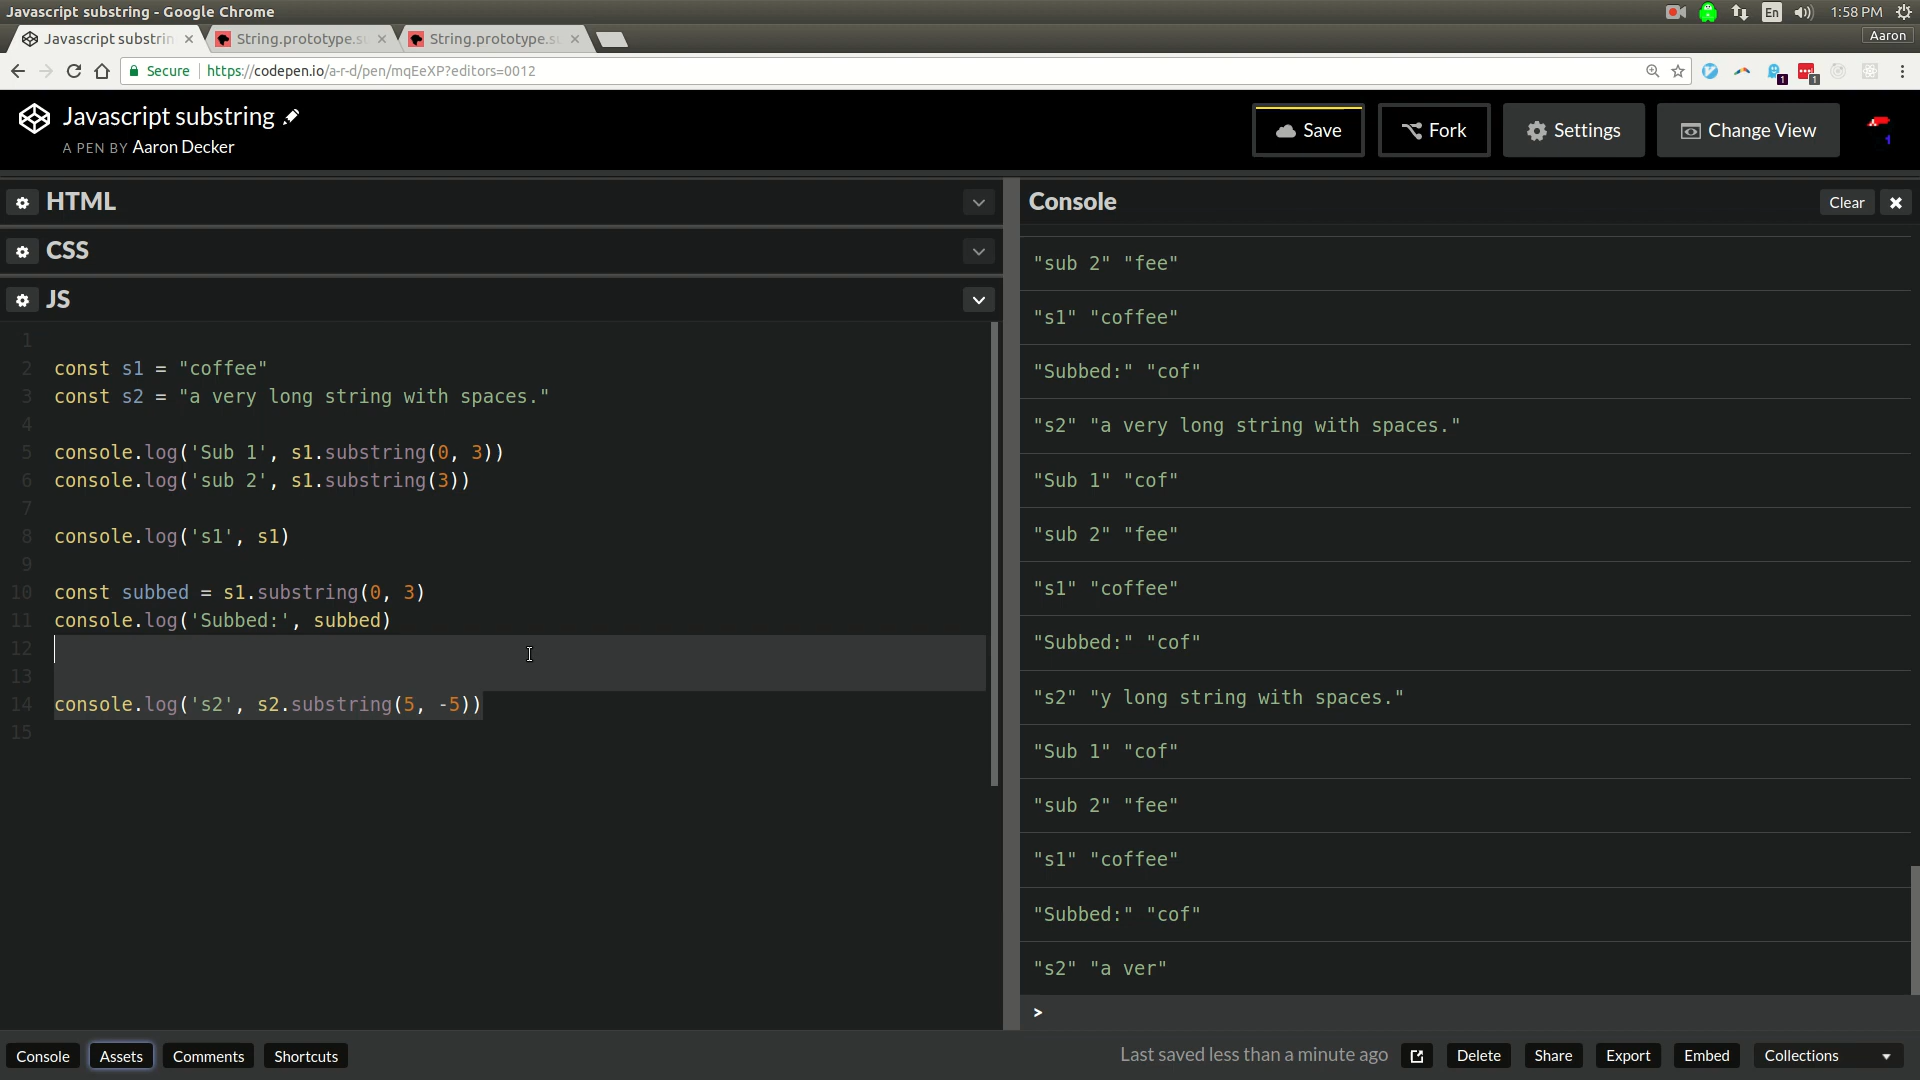 Javascript substring - Google Chrome
En 1:58 PM
Javascript substrin
String.prototype.su
String.prototype.su
Aaron
Secure https://codepen.io/a-r-d/pen/mqEeXP?editors=0012
1
1
Javascript substring
A PEN BY Aaron Decker
Save
Fork
Settings
Change View
HTML
CSS
JS
1
2 const s1 = "coffee"
3 const s2 = "a very long string with spaces."
4
5 console.log('Sub 1', s1.substring(0, 3))
6 console.log('sub 2', s1.substring(3))
7
8 console.log('s1', s1)
9
10 const subbed = s1.substring(0, 3)
11 console.log('Subbed:', subbed)
12
13
14 console.log('s2', s2.substring(5, -5))
15
Console
Clear
"sub 2" "fee"
"s1" "coffee"
"Subbed:" "cof"
"s2" "a very long string with spaces."
"Sub 1" "cof"
"sub 2" "fee"
"s1" "coffee"
"Subbed:" "cof"
"s2" "y long string with spaces."
"Sub 1" "cof"
"sub 2" "fee"
"s1" "coffee"
"Subbed:" "cof"
"s2" "a ver"
>
Console
Assets
Comments
Shortcuts
Last saved less than a minute ago
Delete
Share
Export
Embed
Collections